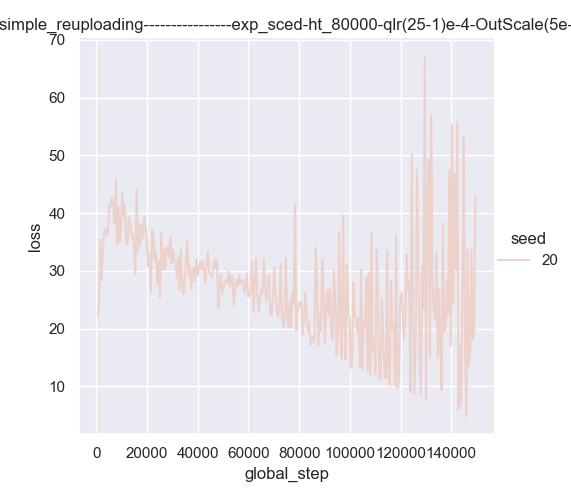 simple_reuploading----------------exp_sced-ht_80000-qlr(25-1)e-4-OutScale(5e-
70
60
50
40
30
20
10
loss
0 20000 40000 60000 80000 100000 120000 140000
global_step
seed
20